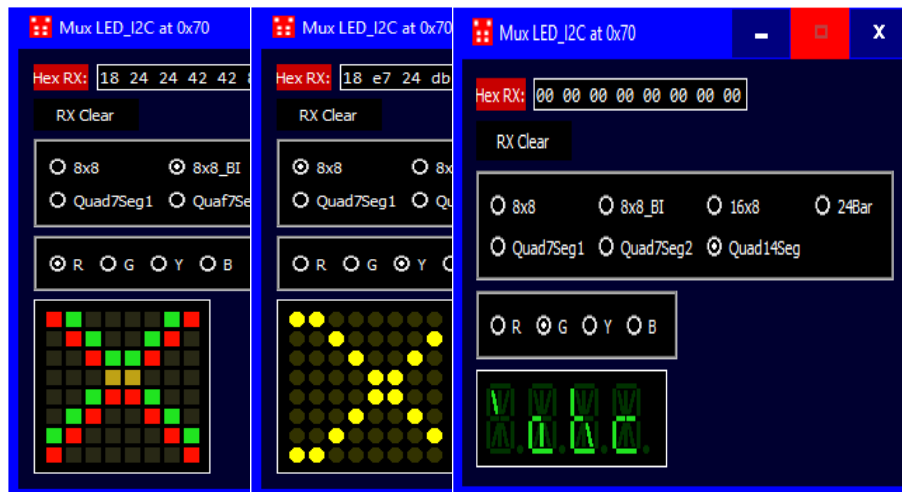 Mux LED_I2C at 0x70
Hex RX: 18 24 24 42 42
RX Clear
8x8 8x8_BI
Quad7Seg1 Quaf7Se
R G Y B
Mux LED_I2C at 0x70
Hex RX: 18 e7 24 db
RX Clear
8x8 8x
Quad7Seg1 Qu
R G Y
Mux LED_I2C at 0x70
Hex RX: 00 00 00 00 00 00 00 00
RX Clear
8x8 8x8_BI 16x8 24Bar
Quad7Seg1 Quad7Seg2 Quad14Seg
R G Y B